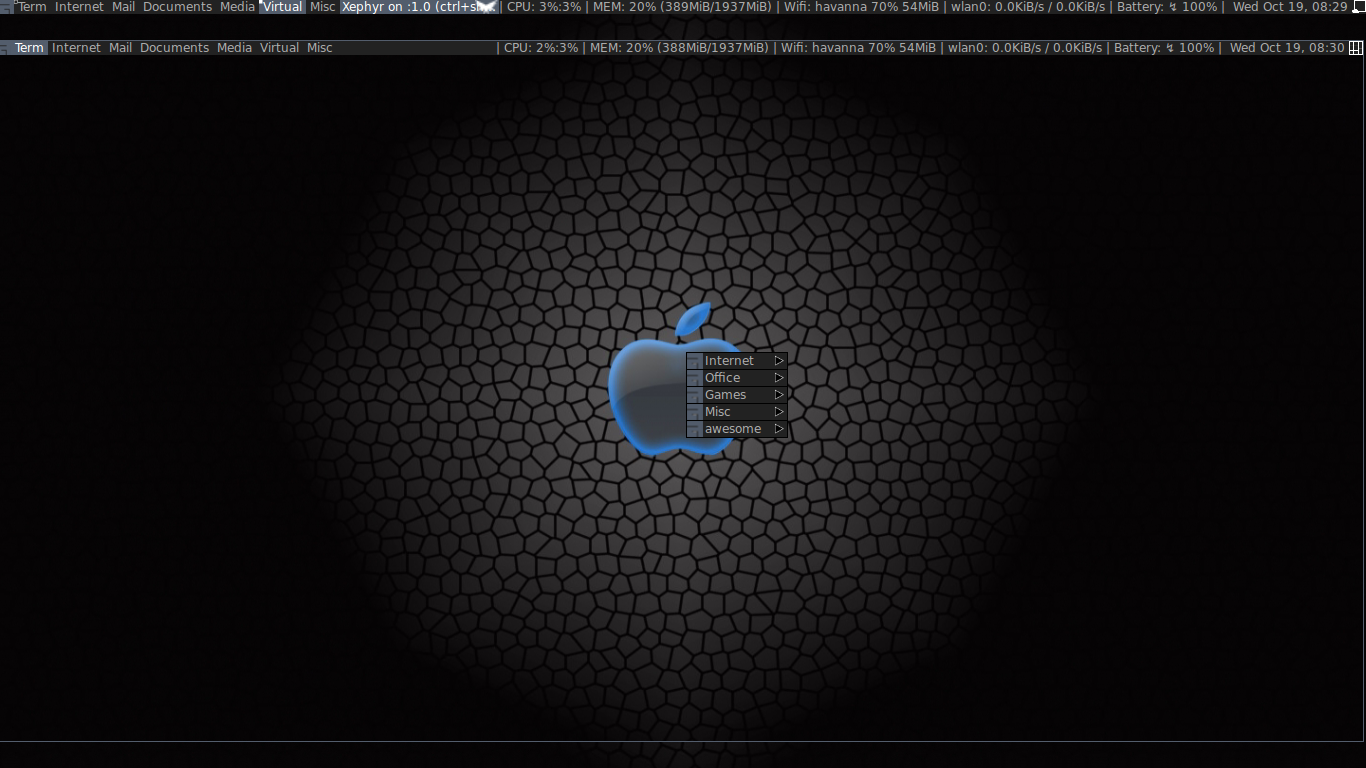 Term Internet Mail Documents Media Virtual Misc Xephyr on :1.0 (ctrl+sh | CPU: 3%:3% | MEM: 20% (389MiB/1937MiB) | Wifi: havanna 70% 54MiB | wlan0: 0.0KiB/s / 0.0KiB/s | Battery: ↯ 100% | Wed Oct 19, 08:29
Term Internet Mail Documents Media Virtual Misc | CPU: 2%:3% | MEM: 20% (388MiB/1937MiB) | Wifi: havanna 70% 54MiB | wlan0: 0.0KiB/s / 0.0KiB/s | Battery: ↯ 100% | Wed Oct 19, 08:30
Internet
Office
Games
Misc
awesome